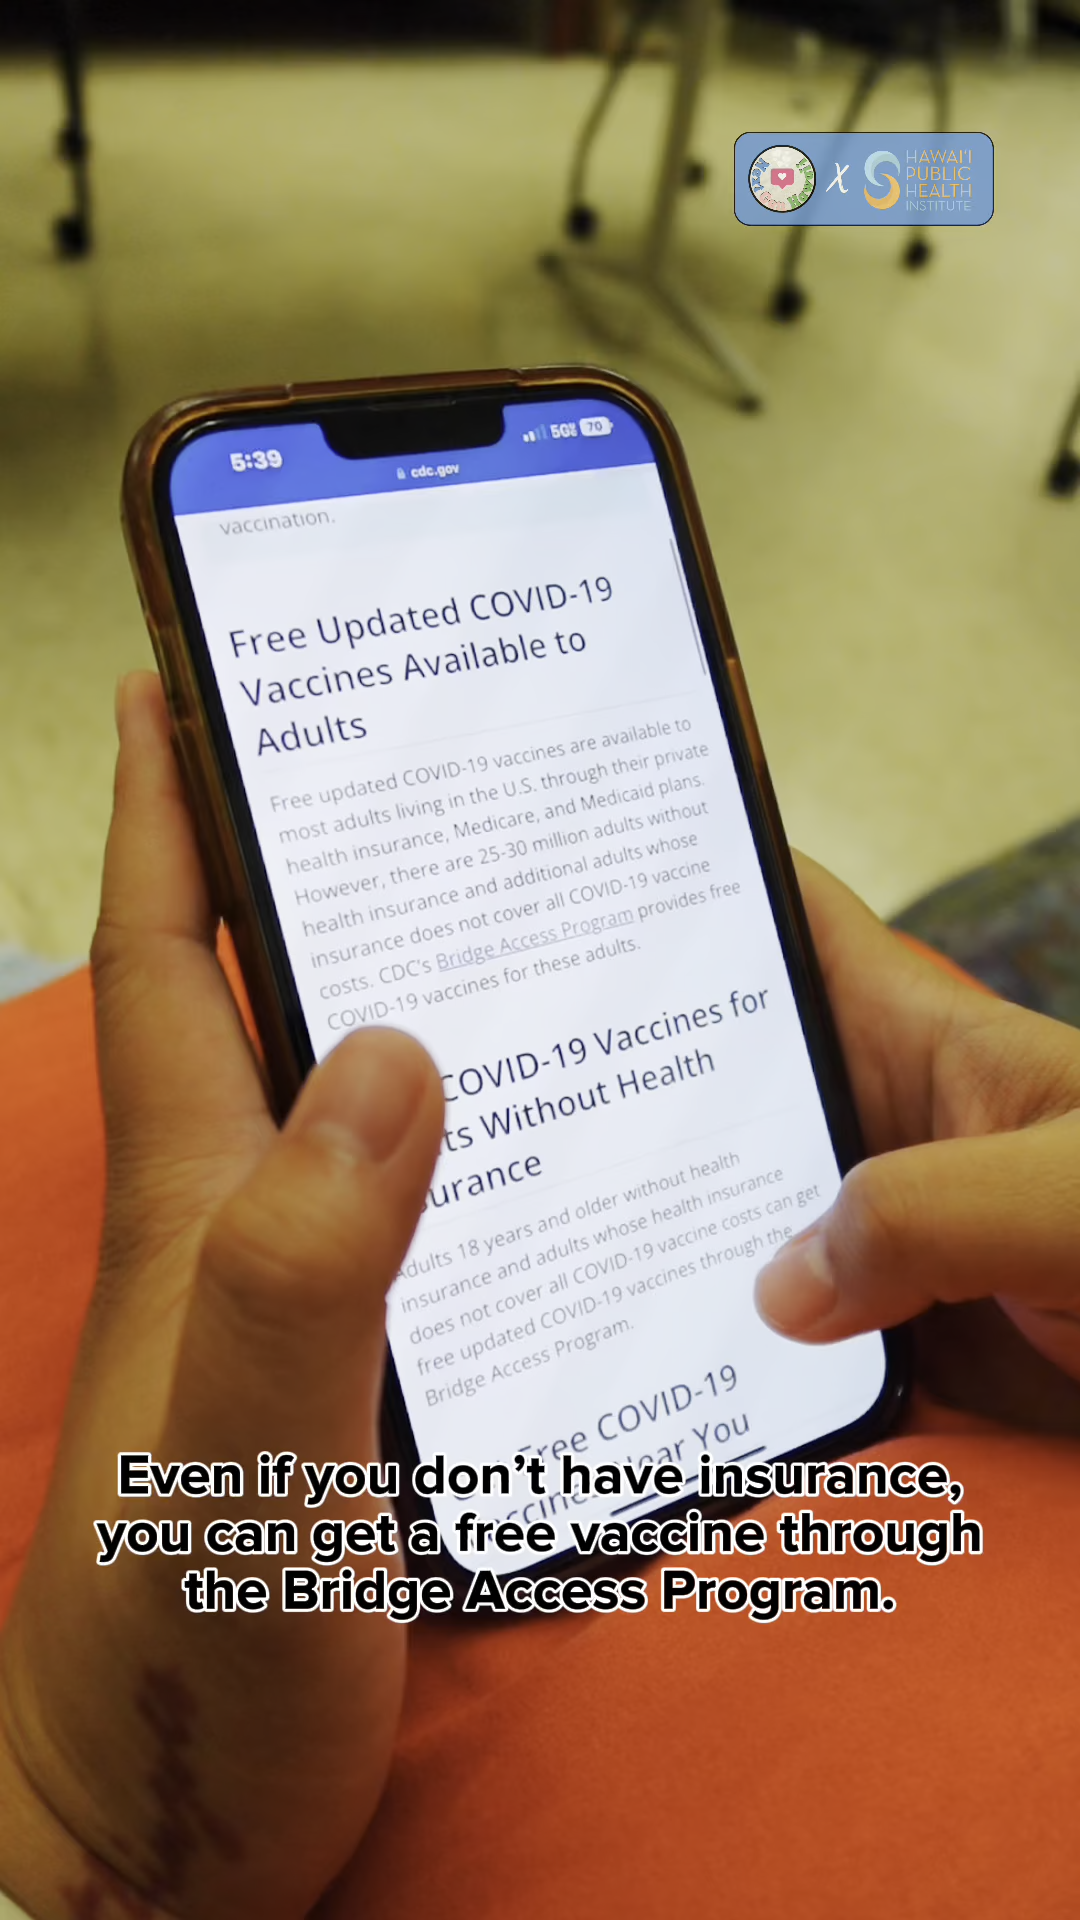 X
HAWAI'I
PUBLIC
HEALTH
INSTITUTE
5:39
5G
70
cdc.gov
vaccination.
Free Updated COVID-19
Vaccines Available to
Adults
Free updated COVID-19 vaccines are available to
most adults living in the U.S. through their private
health insurance, Medicare, and Medicaid plans.
However, there are 25-30 million adults without
health insurance and additional adults whose
insurance does not cover all COVID-19 vaccine
costs. CDC's Bridge Access Program provides free
COVID-19 vaccines for these adults.
COVID-19 Vaccines for
ts Without Health
surance
Adults 18 years and older without health
insurance and adults whose health insurance
does not cover all COVID-19 vaccine costs can get
free updated COVID-19 vaccines through the
Bridge Access Program.
Free COVID-19
You
Even if you don't have insurance,
you can get a free vaccine through
the Bridge Access Program.